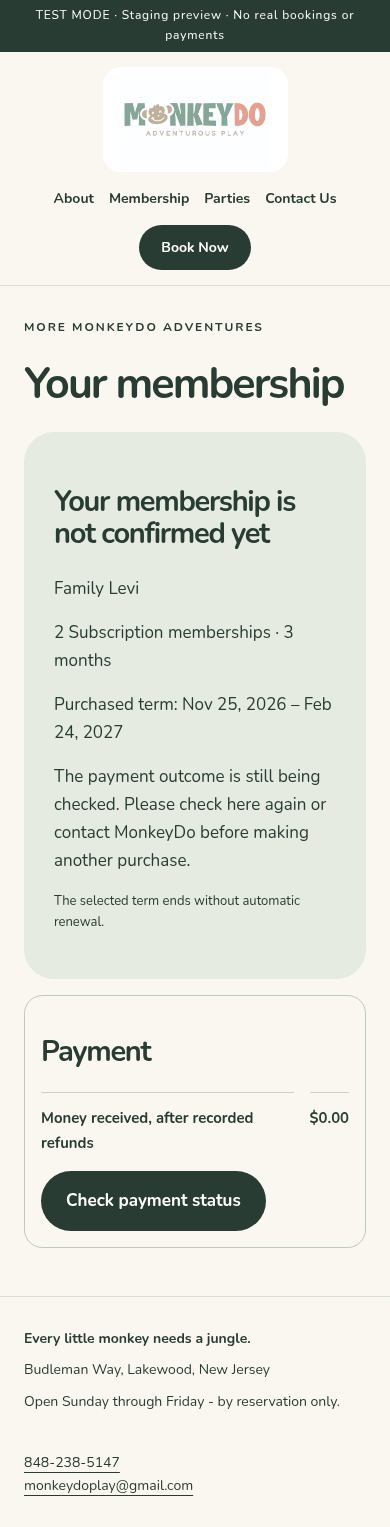 TEST MODE · Staging preview · No real bookings or
payments
MONKEYDO
ADVENTUROUS PLAY
About Membership Parties Contact Us
Book Now
MORE MONKEYDO ADVENTURES
Your membership
Your membership is
not confirmed yet
Family Levi
2 Subscription memberships · 3
months
Purchased term: Nov 25, 2026 – Feb
24, 2027
The payment outcome is still being
checked. Please check here again or
contact MonkeyDo before making
another purchase.
The selected term ends without automatic
renewal.
Payment
Money received, after recorded $0.00
refunds
Check payment status
Every little monkey needs a jungle.
Budleman Way, Lakewood, New Jersey
Open Sunday through Friday - by reservation only.
848-238-5147
monkeydoplay@gmail.com